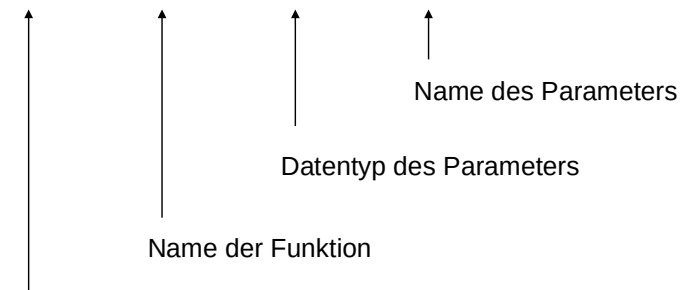 Name des Parameters
Datentyp des Parameters
Name der Funktion